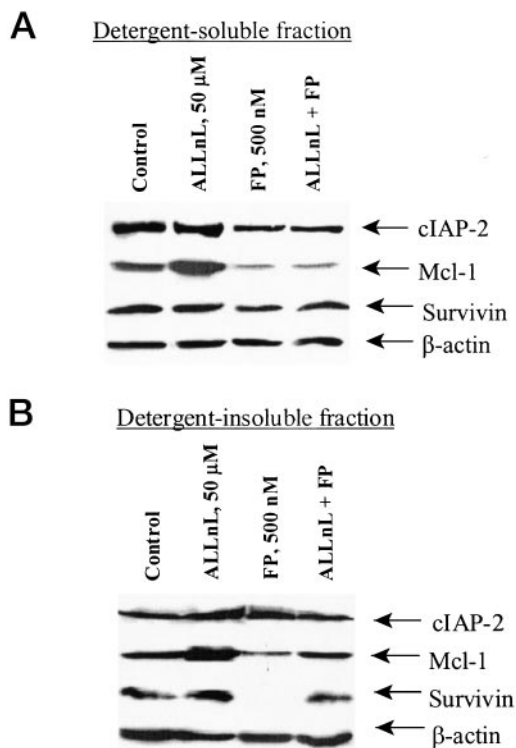 A
Detergent-soluble fraction
Control
ALLnL, 50 μM
FP, 500 nM
ALLnL + FP
cIAP-2
Mcl-1
Survivin
β-actin
B
Detergent-insoluble fraction
Control
ALLnL, 50 μM
FP, 500 nM
ALLnL + FP
cIAP-2
Mcl-1
Survivin
β-actin